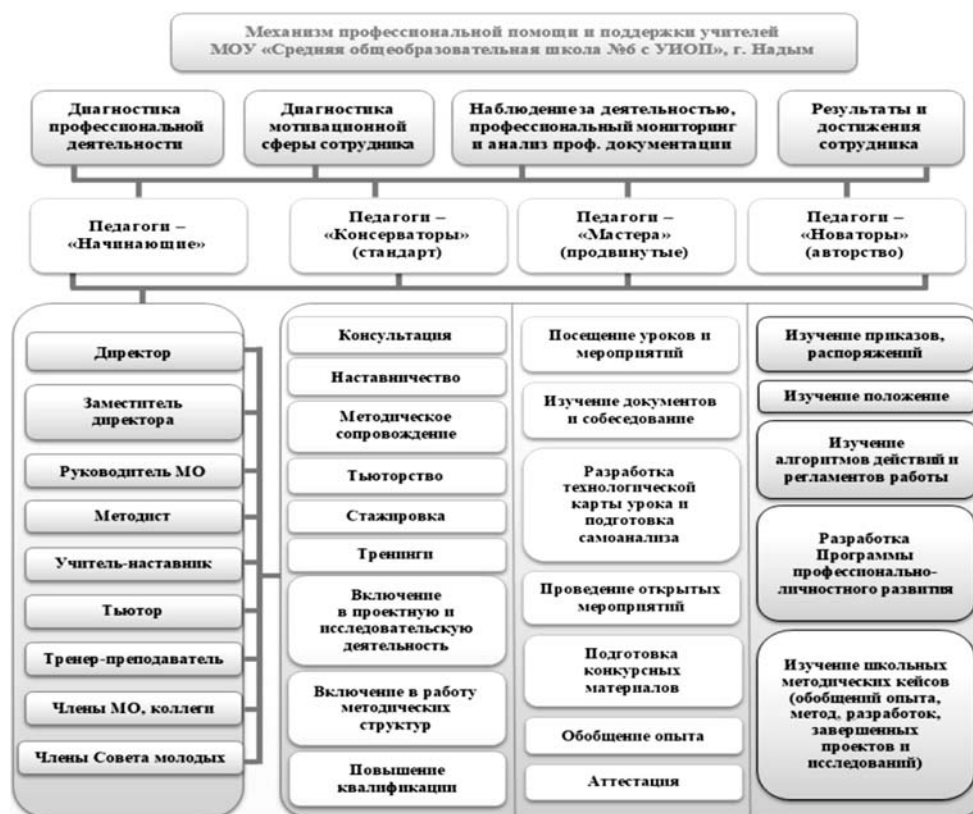 Механизм профессиональной помощи и поддержки учителей
МОУ «Средняя общеобразовательная школа №6 с УИОП», г. Надым
Диагностика
профессиональной
деятельности
Диагностика
мотивационной
сферы сотрудника
Наблюдение за деятельностью,
профессиональный мониторинг
и анализ проф. документации
Результаты и
достижения
сотрудника
Педагоги –
«Начинающие»
Педагоги –
«Консерваторы»
(стандарт)
Педагоги –
«Мастера»
(продвинутые)
Педагоги –
«Новаторы»
(авторство)
Директор
Заместитель
директора
Руководитель МО
Методист
Учитель-наставник
Тьютор
Тренер-преподаватель
Члены МО, коллеги
Члены Совета молодых
Консультация
Наставничество
Методическое
сопровождение
Тьюторство
Стажировка
Тренинги
Включение
в проектную и
исследовательскую
деятельность
Включение в работу
методических
структур
Повышение
квалификации
Посещение уроков и
мероприятий
Изучение документов
и собеседование
Разработка
технологической
карты урока и
подготовка
самоанализа
Проведение открытых
мероприятий
Подготовка
конкурсных
материалов
Обобщение опыта
Аттестация
Изучение приказов,
распоряжений
Изучение положение
Изучение
алгоритмов действий и
регламентов работы
Разработка
Программы
профессионально-
личностного развития
Изучение школьных
методических кейсов
(обобщений опыта,
метод, разработок,
завершенных
проектов и
исследований)